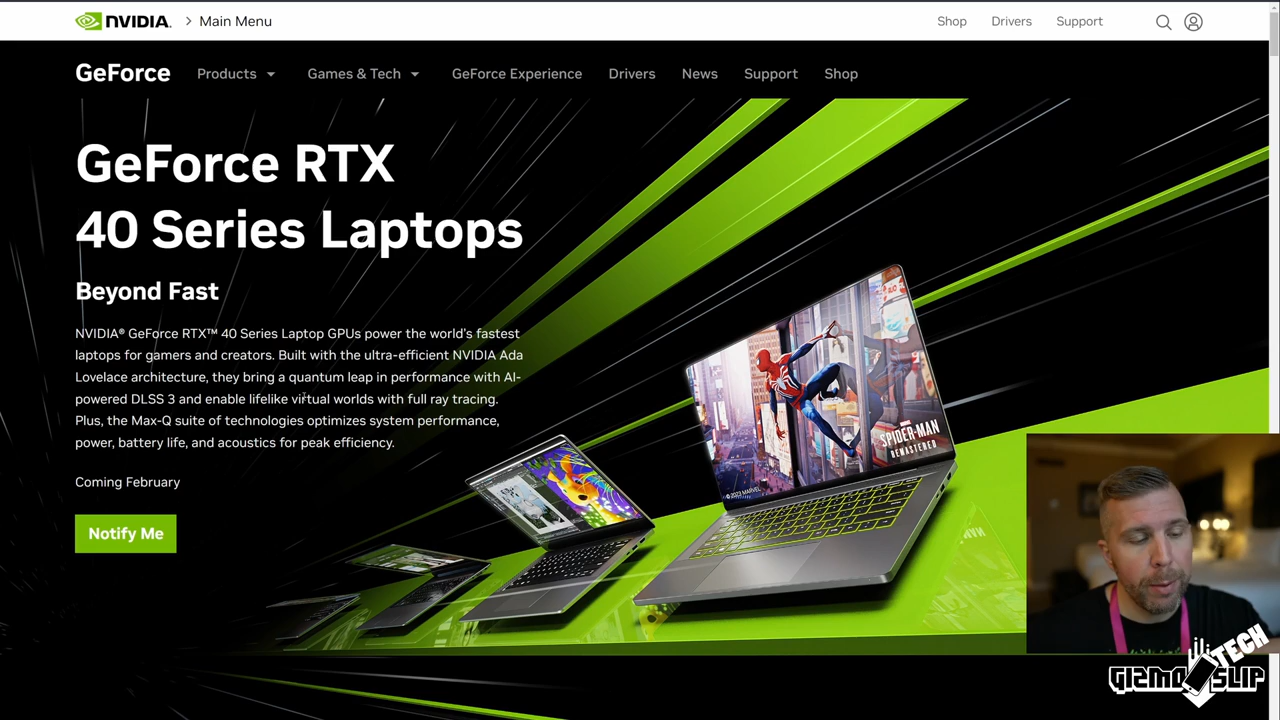 NVIDIA.
Main Menu
Shop
Drivers
Support
GeForce
Products
Games & Tech
GeForce Experience
Drivers
News
Support
Shop
GeForce RTX
40 Series Laptops
Beyond Fast
NVIDIA® GeForce RTX™ 40 Series Laptop GPUs power the world's fastest
laptops for gamers and creators. Built with the ultra-efficient NVIDIA Ada
Lovelace architecture, they bring a quantum leap in performance with AI-
powered DLSS 3 and enable lifelike virtual worlds with full ray tracing.
Plus, the Max-Q suite of technologies optimizes system performance,
power, battery life, and acoustics for peak efficiency.
Coming February
Notify Me
SPIDER-MAN
REMASTERED
© 2023 MARVEL
TECH
GIZMO SLIP